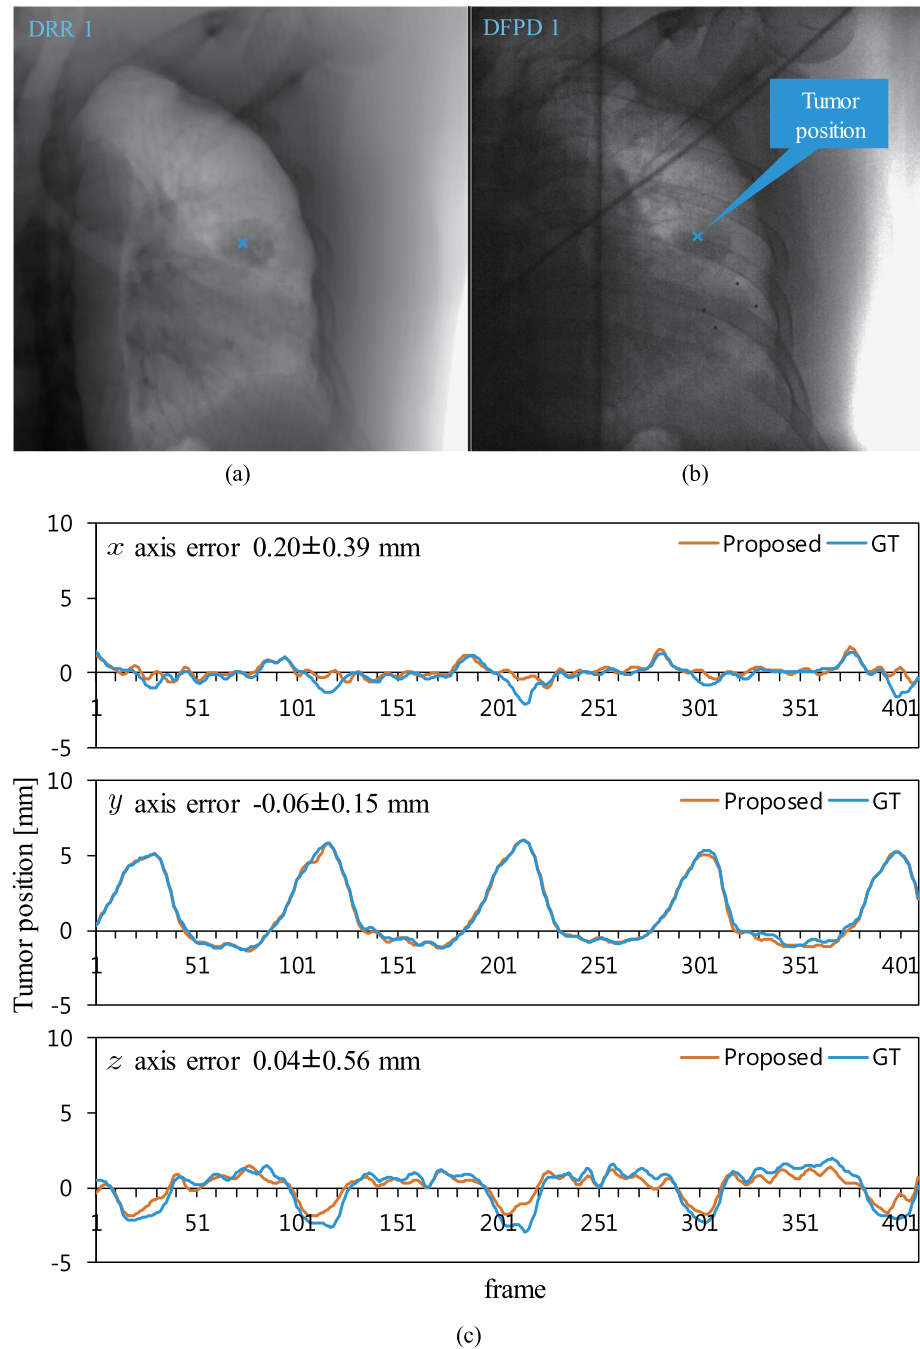 DRR 1
DFPD 1
Tumor
position
(a)
(b)
Tumor position [mm]
10
5
0
-5
x axis error 0.20±0.39 mm
Proposed
GT
1
51
101
151
201
251
301
351
401
10
5
0
-5
y axis error -0.06±0.15 mm
Proposed
GT
1
51
101
151
201
251
301
351
401
10
5
0
-5
z axis error 0.04±0.56 mm
Proposed
GT
1
51
101
151
201
251
301
351
401
frame
(c)